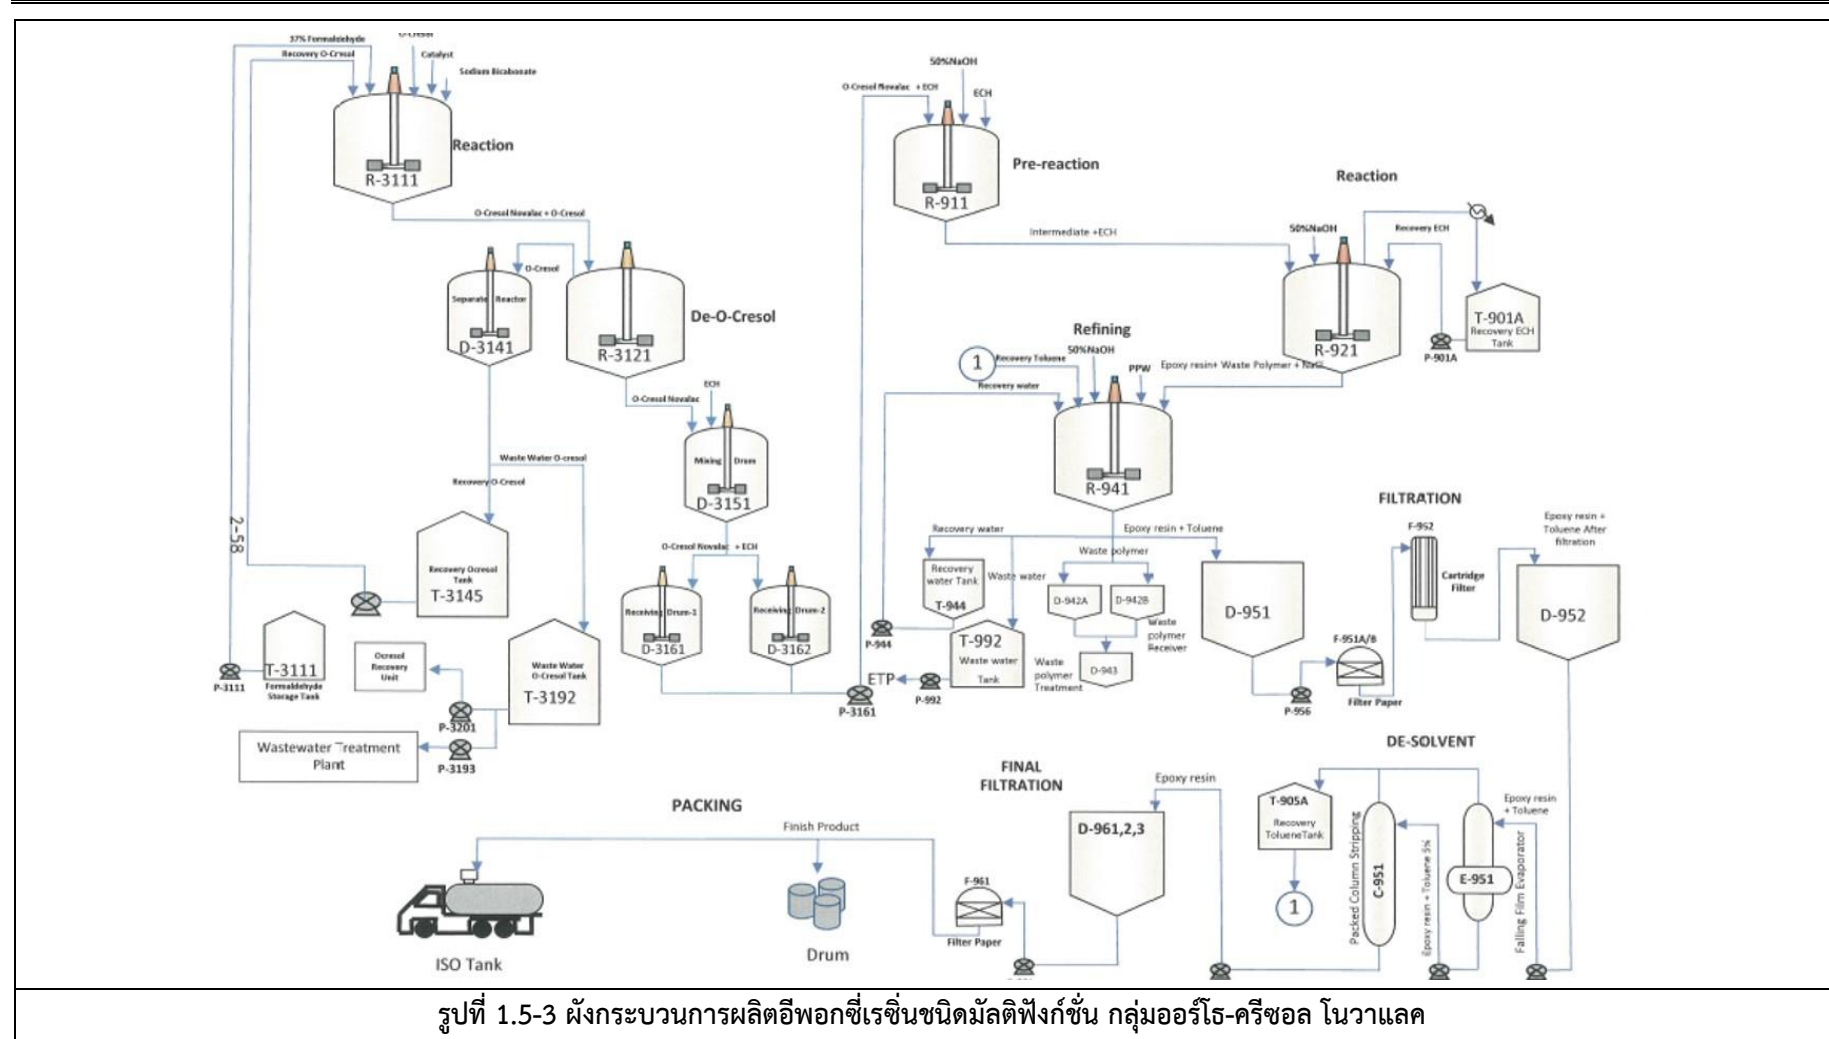 37% Formaldehyde
O-Cresol
Recovery O-Cresol
Catalyst
Sodium Bicabonate
Reaction
R-3111
O-Cresol Novalac + O-Cresol
O-Cresol
Separate Reactor
D-3141
R-3121
De-O-Cresol
ECH
O-Cresol Novalac
Mixing Drum
D-3151
Waste Water O-cresol
Recovery O-Cresol
2-58
Recovery Ocresol
Tank
T-3145
O-Cresol Novalac + ECH
Receiving Drum-1
D-3161
Receiving Drum-2
D-3162
T-3111
Formaldehyde
Storage Tank
P-3111
Ocresol
Recovery
Unit
Waste Water
O-Cresol Tank
T-3192
P-3201
P-3193
Wastewater Treatment
Plant
P-3161
50%NaOH
O-Cresol Novalac + ECH
ECH
R-911
Pre-reaction
Intermediate +ECH
Reaction
50%NaOH
Recovery ECH
R-921
T-901A
Recovery ECH
Tank
P-901A
Refining
1
Recovery Toluene
50%NaOH
PPW
Epoxy resin+ Waste Polymer + NaCl
Recovery water
R-941
Recovery water
Epoxy resin + Toluene
Waste polymer
Recovery
water Tank
T-944
Waste water
D-942A
D-942B
Waste
polymer
Receiver
P-944
T-992
Waste water
Tank
Waste
polymer
Treatment
D-943
ETP
P-992
D-951
P-956
F-951A/B
Filter Paper
FILTRATION
F-952
Cartridge
Filter
Epoxy resin +
Toluene After
filtration
D-952
DE-SOLVENT
T-905A
Recovery
TolueneTank
1
Packed Column Stripping
C-951
Epoxy resin + Toluene 5%
E-951
Falling Film Evaporator
Epoxy resin
+ Toluene
FINAL
FILTRATION
Epoxy resin
D-961,2,3
F-961
Filter Paper
PACKING
Finish Product
ISO Tank
Drum
รูปที่ 1.5-3 ผังกระบวนการผลิตอีพอกซี่เรซิ่นชนิดมัลติฟังก์ชั่น กลุ่มออร์โธ-ครีซอล โนวาแลค